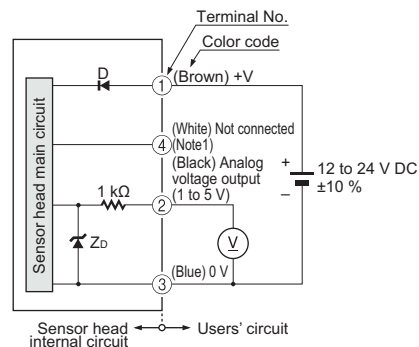 Terminal No.
Color code
D
1
(Brown) +V
Sensor head main circuit
4
(White) Not connected
(Note1)
(Black) Analog
voltage output
(1 to 5 V)
1 kΩ
2
+
12 to 24 V DC
±10 %
–
ZD
V
3
(Blue) 0 V
Sensor head
internal circuit
Users' circuit